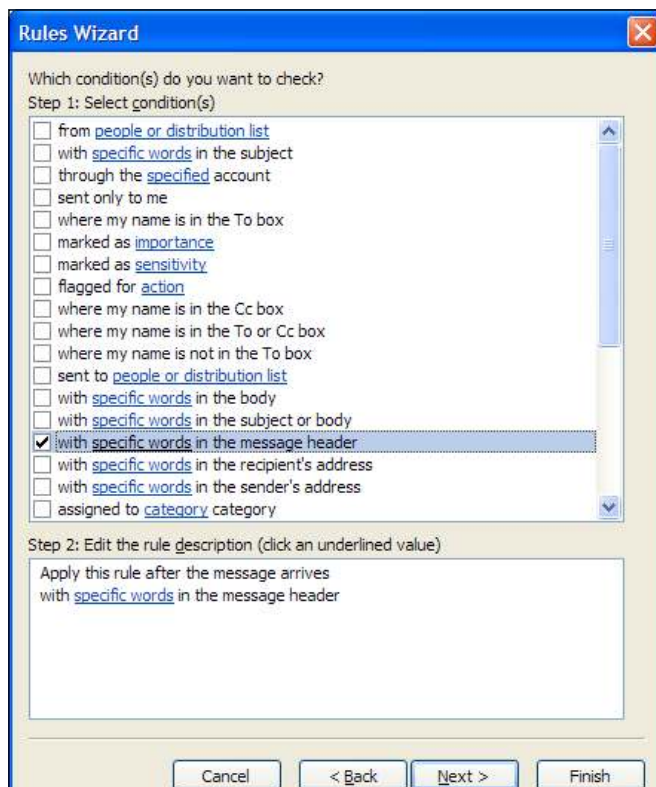 Rules Wizard
Which condition(s) do you want to check?
Step 1: Select condition(s)
from people or distribution list
with specific words in the subject
through the specified account
sent only to me
where my name is in the To box
marked as importance
marked as sensitivity
flagged for action
where my name is in the Cc box
where my name is in the To or Cc box
where my name is not in the To box
sent to people or distribution list
with specific words in the body
with specific words in the subject or body
with specific words in the message header
with specific words in the recipient's address
with specific words in the sender's address
assigned to category category
Step 2: Edit the rule description (click an underlined value)
Apply this rule after the message arrives
with specific words in the message header
Cancel < Back Next > Finish